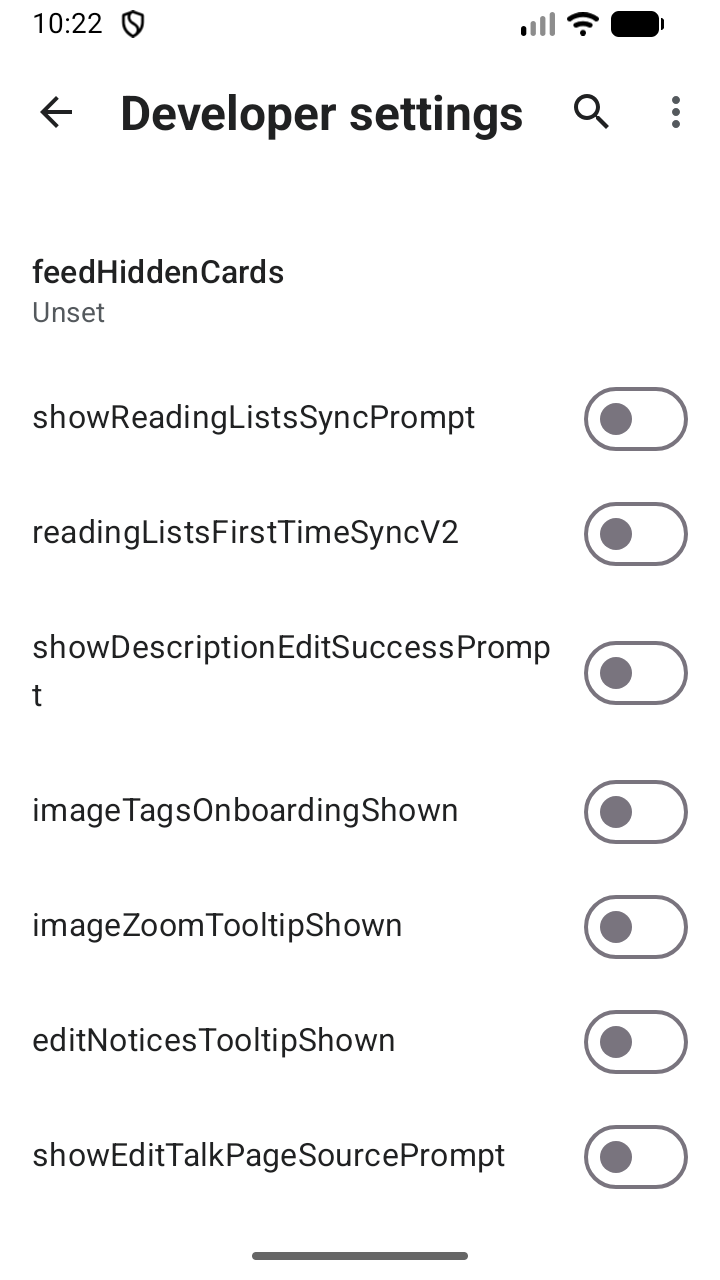 10:22
Developer settings
feedHiddenCards
Unset
showReadingListsSyncPrompt
readingListsFirstTimeSyncV2
showDescriptionEditSuccessPromp
t
imageTagsOnboardingShown
imageZoomTooltipShown
editNoticesTooltipShown
showEditTalkPageSourcePrompt